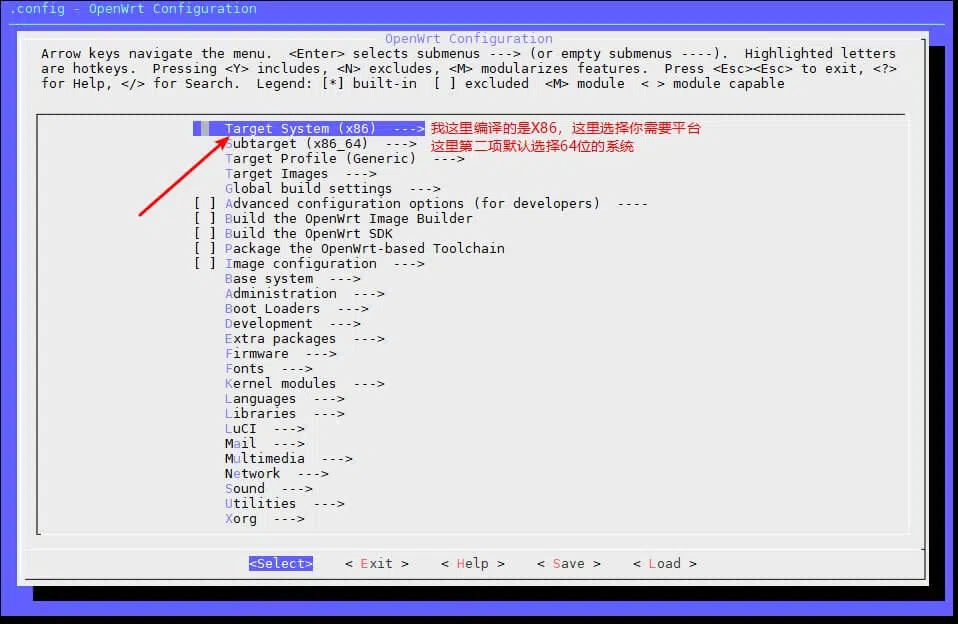 .config - OpenWrt Configuration
OpenWrt Configuration
Arrow keys navigate the menu.  <Enter> selects submenus ---> (or empty submenus ----).  Highlighted letters
are hotkeys.  Pressing <Y> includes, <N> excludes, <M> modularizes features.  Press <Esc><Esc> to exit, <?>
for Help, </> for Search.  Legend: [*] built-in  [ ] excluded  <M> module  < > module capable
Target System (x86)  ---> 我这里编译的是X86，这里选择你需要平台
Subtarget (x86_64)  ---> 这里第二项默认选择64位的系统
Target Profile (Generic)  --->
Target Images  --->
Global build settings  --->
[ ] Advanced configuration options (for developers)  ----
[ ] Build the OpenWrt Image Builder
[ ] Build the OpenWrt SDK
[ ] Package the OpenWrt-based Toolchain
[ ] Image configuration  --->
Base system  --->
Administration  --->
Boot Loaders  --->
Development  --->
Extra packages  --->
Firmware  --->
Fonts  --->
Kernel modules  --->
Languages  --->
Libraries  --->
LuCI  --->
Mail  --->
Multimedia  --->
Network  --->
Sound  --->
Utilities  --->
Xorg  --->
<Select>    < Exit >    < Help >    < Save >    < Load >